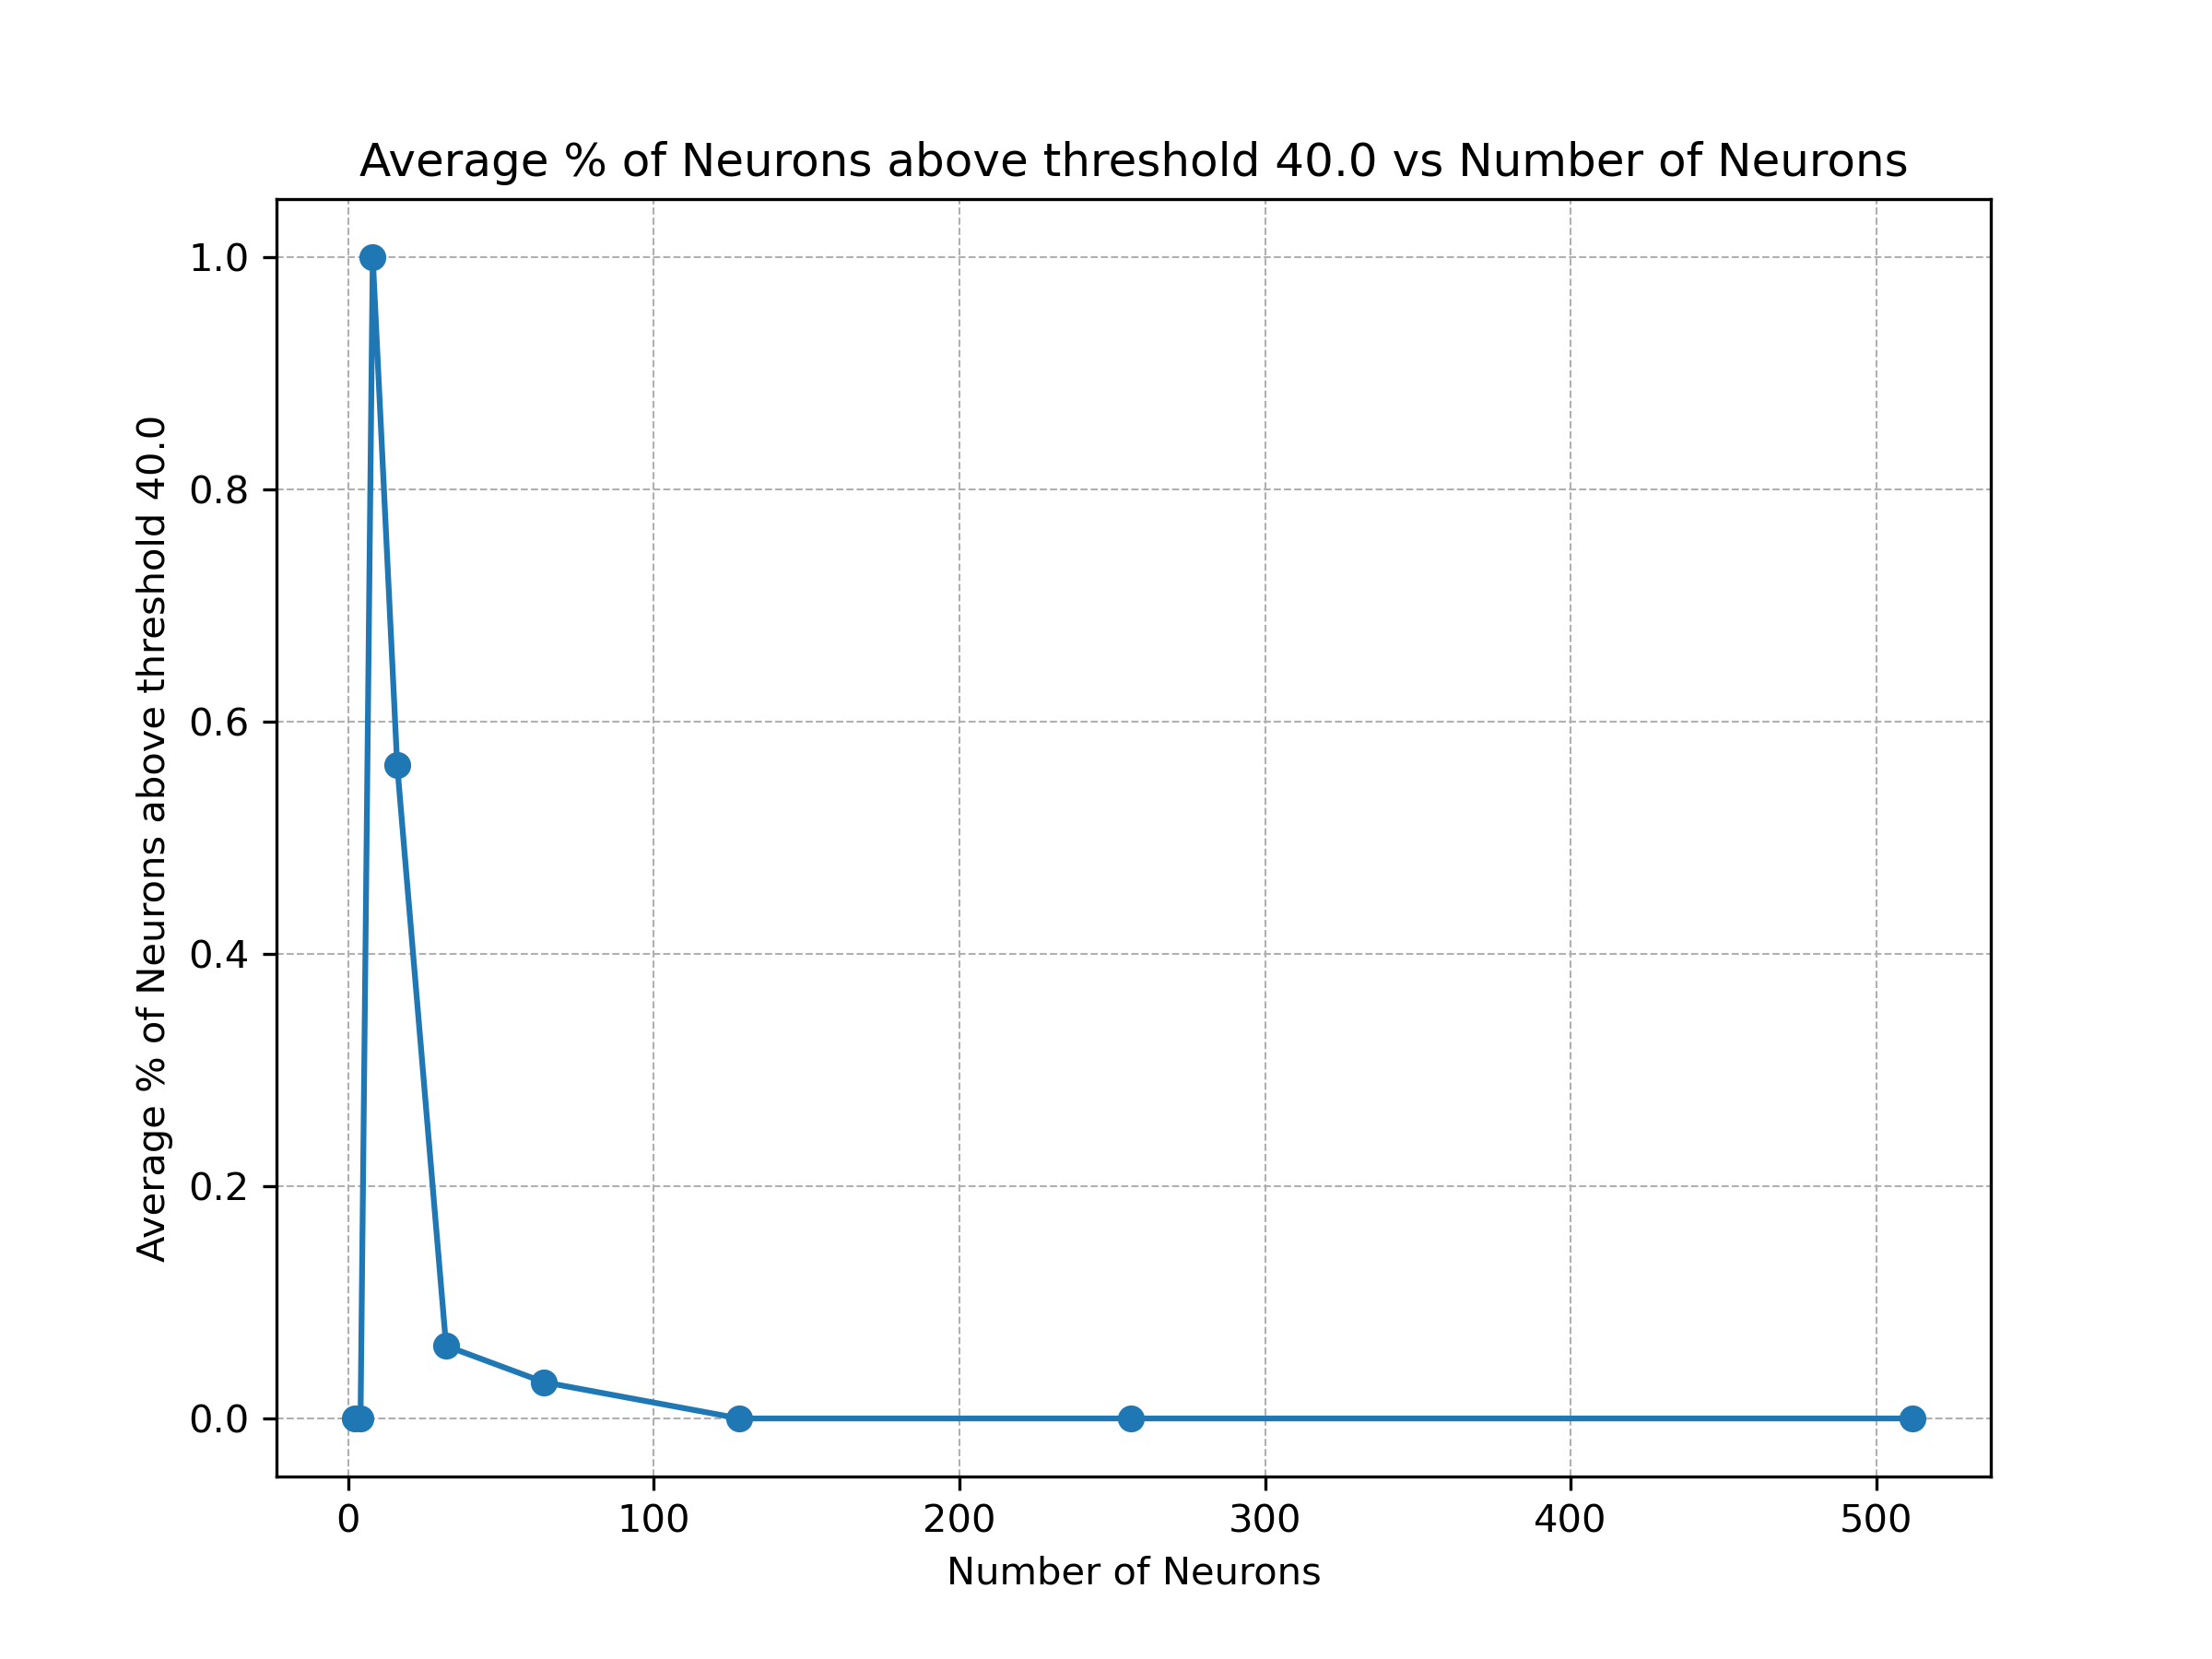 Average % of Neurons above threshold 40.0 vs Number of Neurons
Average % of Neurons above threshold 40.0
1.0
0.8
0.6
0.4
0.2
0.0
0 100 200 300 400 500
Number of Neurons